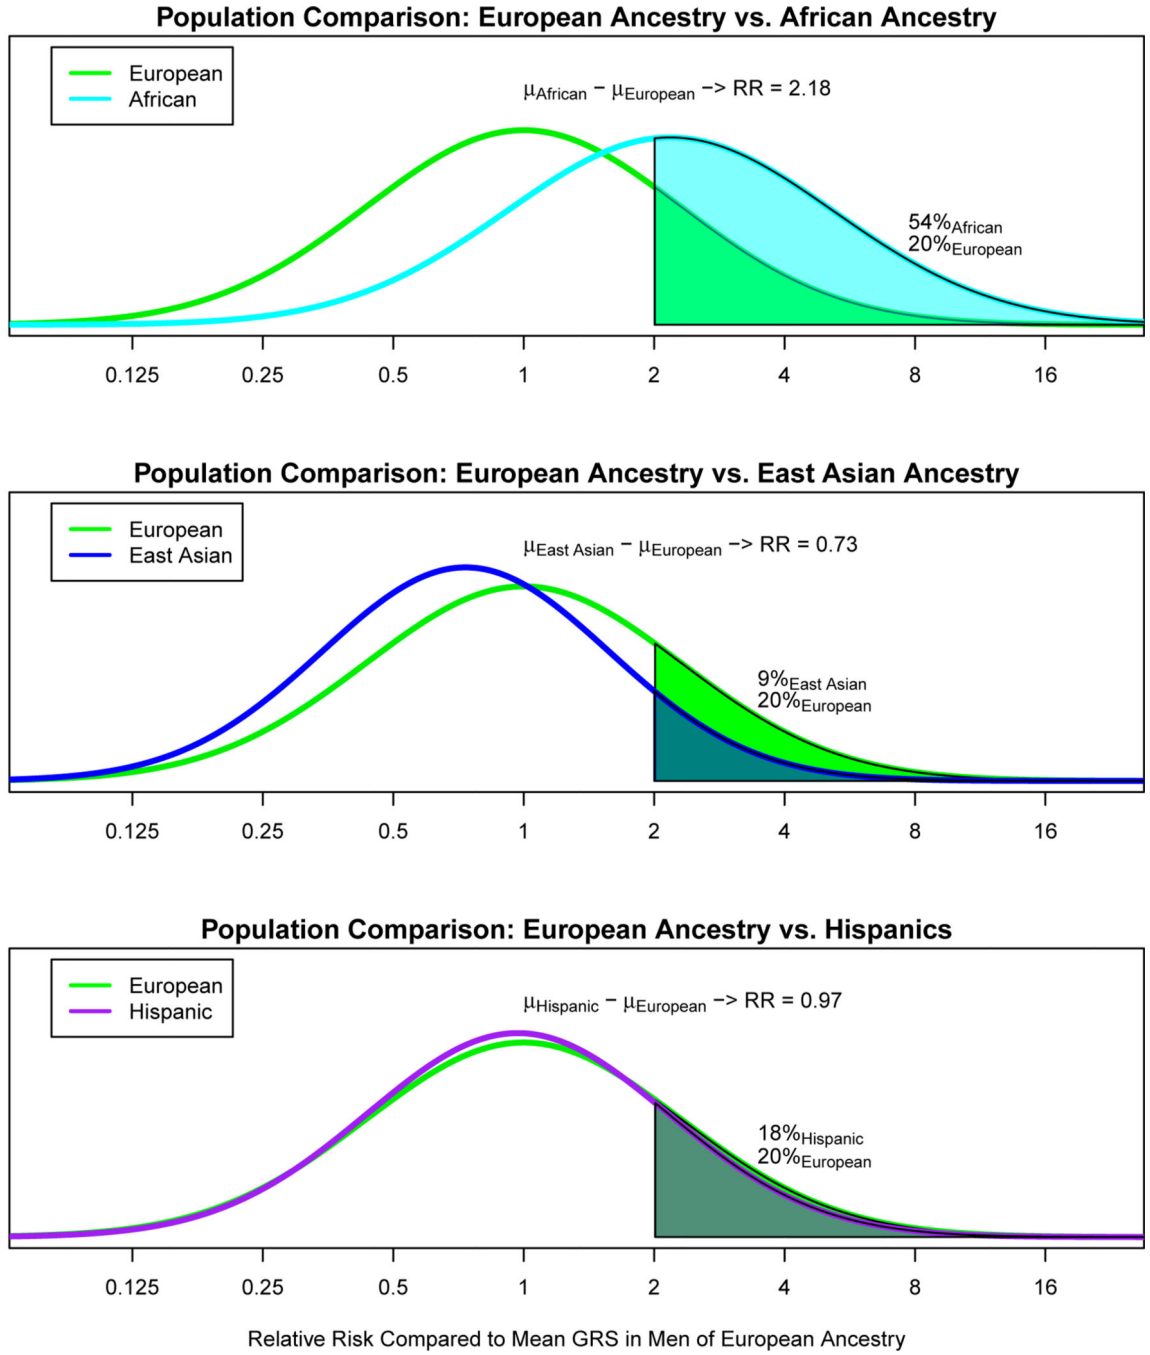 Population Comparison: European Ancestry vs. African Ancestry
European
African
μAfrican − μEuropean −> RR = 2.18
54%African
20%European
0.125 0.25 0.5 1 2 4 8 16
Population Comparison: European Ancestry vs. East Asian Ancestry
European
East Asian
μEast Asian − μEuropean −> RR = 0.73
9%East Asian
20%European
0.125 0.25 0.5 1 2 4 8 16
Population Comparison: European Ancestry vs. Hispanics
European
Hispanic
μHispanic − μEuropean −> RR = 0.97
18%Hispanic
20%European
0.125 0.25 0.5 1 2 4 8 16
Relative Risk Compared to Mean GRS in Men of European Ancestry